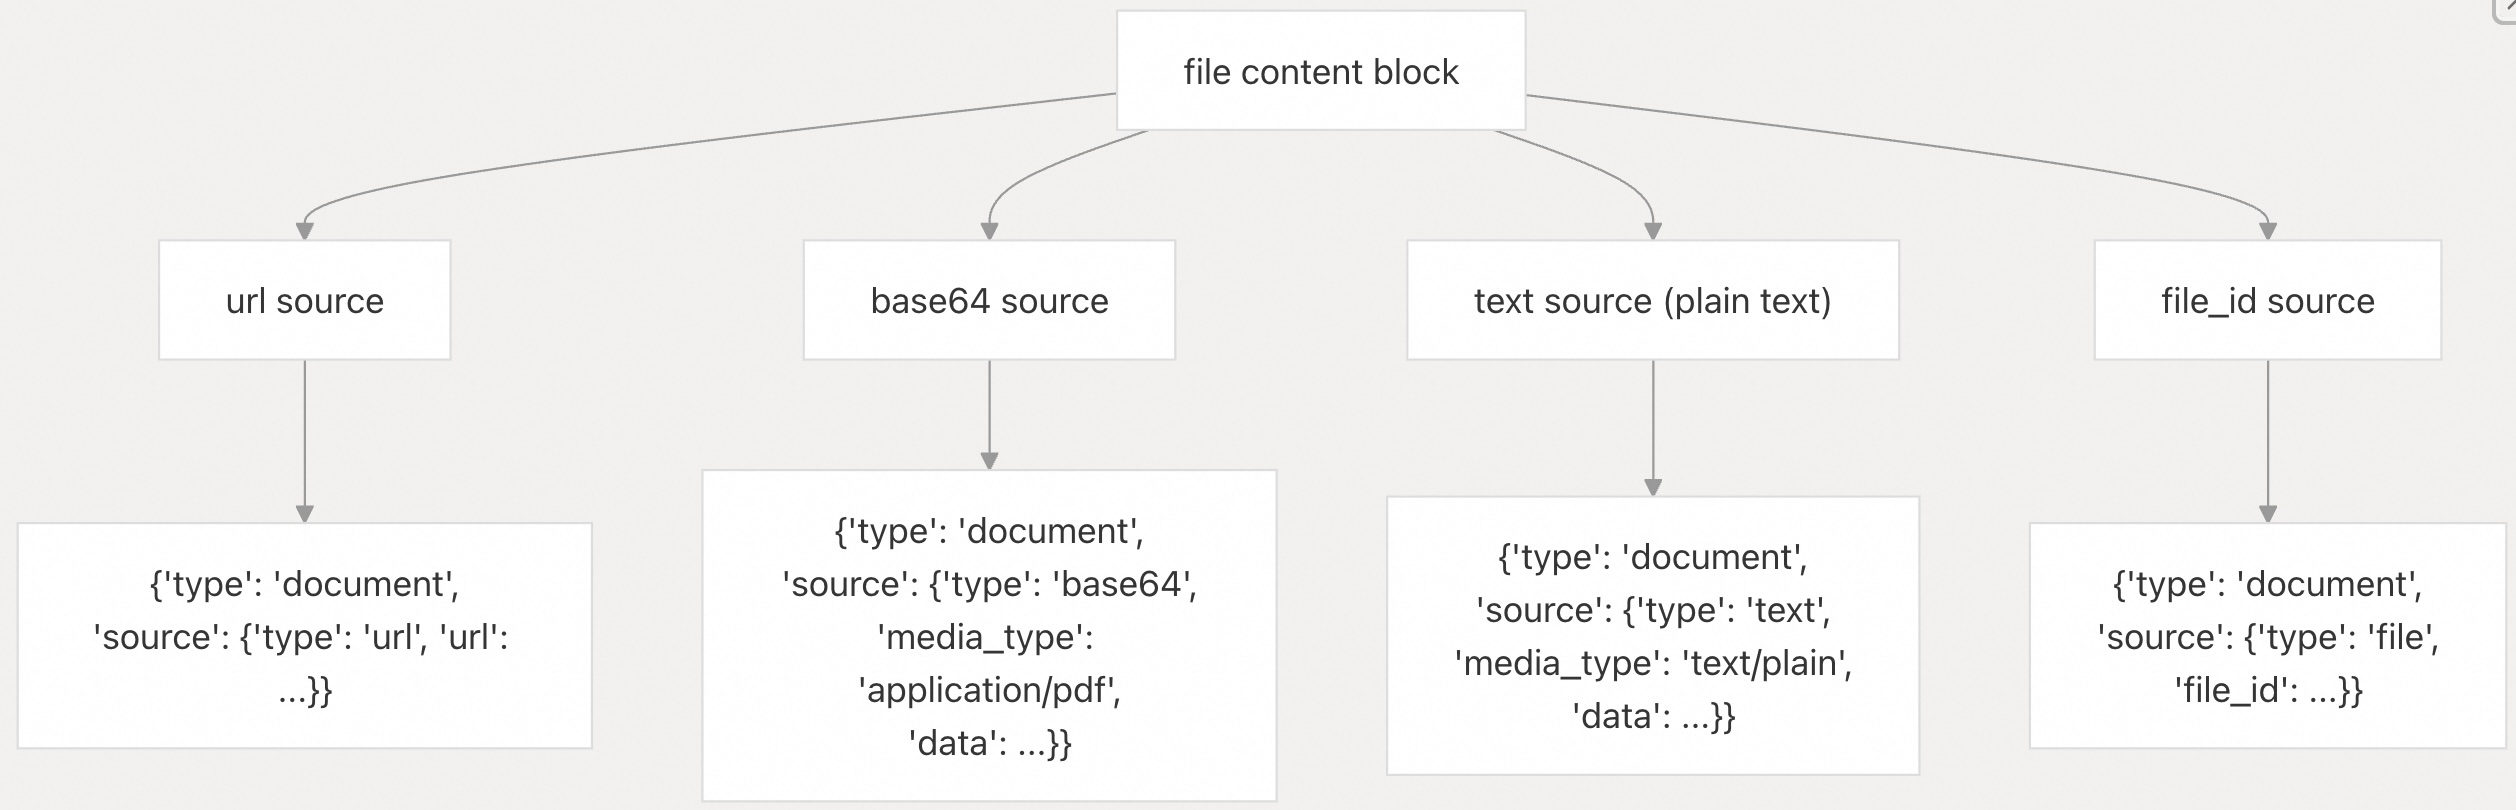 file content block
url source
base64 source
text source (plain text)
file_id source
{'type': 'document',
'source': {'type': 'url', 'url':
...}}
{'type': 'document',
'source': {'type': 'base64',
'media_type':
'application/pdf',
'data': ...}}
{'type': 'document',
'source': {'type': 'text',
'media_type': 'text/plain',
'data': ...}}
{'type': 'document',
'source': {'type': 'file',
'file_id': ...}}